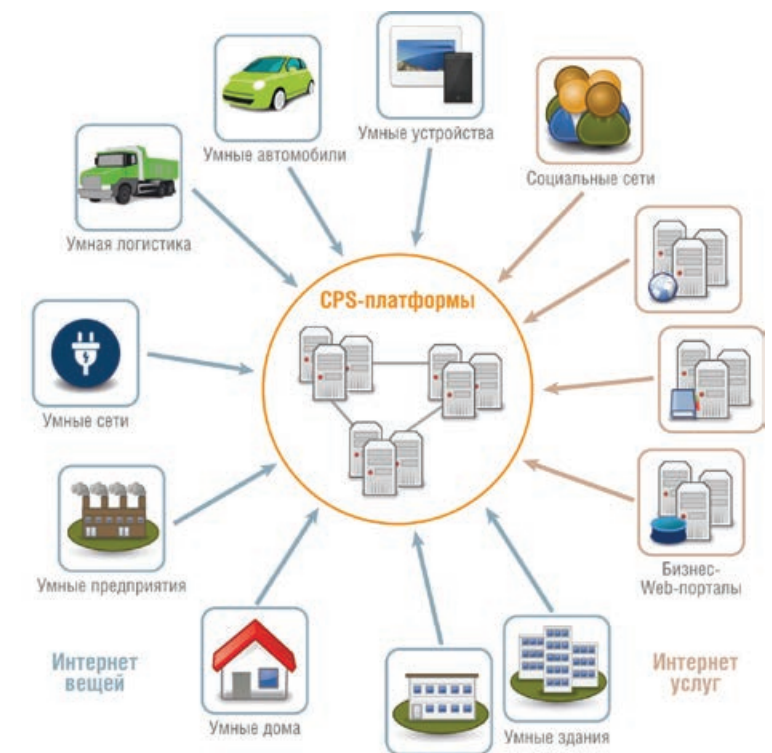 Умные устройства
Умные автомобили
Социальные сети
Умная логистика
CPS-платформы
Умные сети
Умные предприятия
Бизнес-
Web-порталы
Интернет
вещей
Интернет
услуг
Умные дома
Умные здания